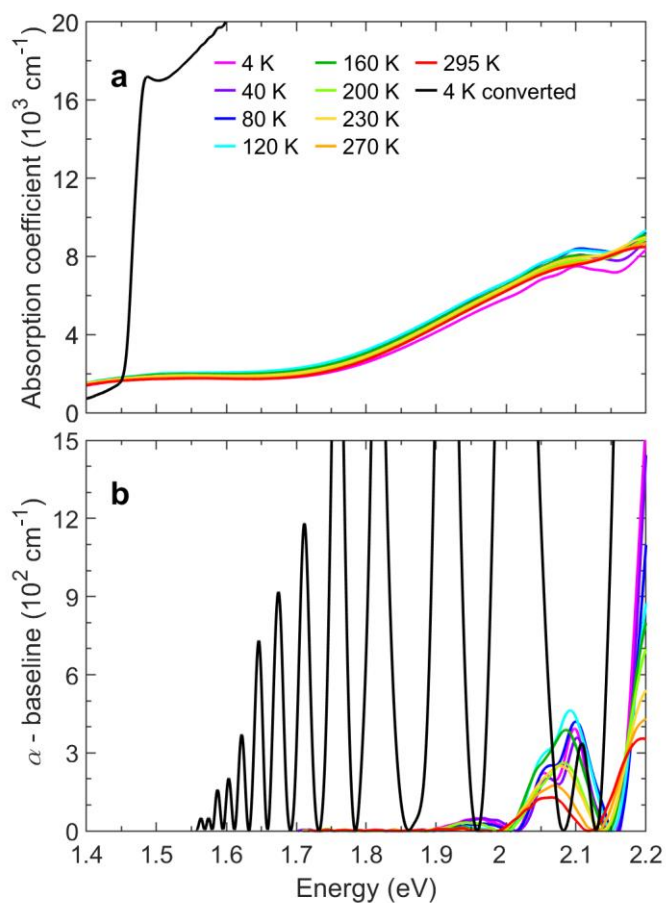 20
16
12
8
4
0
Absorption coefficient (10³ cm⁻¹)
a
4 K
40 K
80 K
120 K
160 K
200 K
230 K
270 K
295 K
4 K converted
15
12
9
6
3
0
α - baseline (10² cm⁻¹)
b
1.4 1.5 1.6 1.7 1.8 1.9 2 2.1 2.2
Energy (eV)